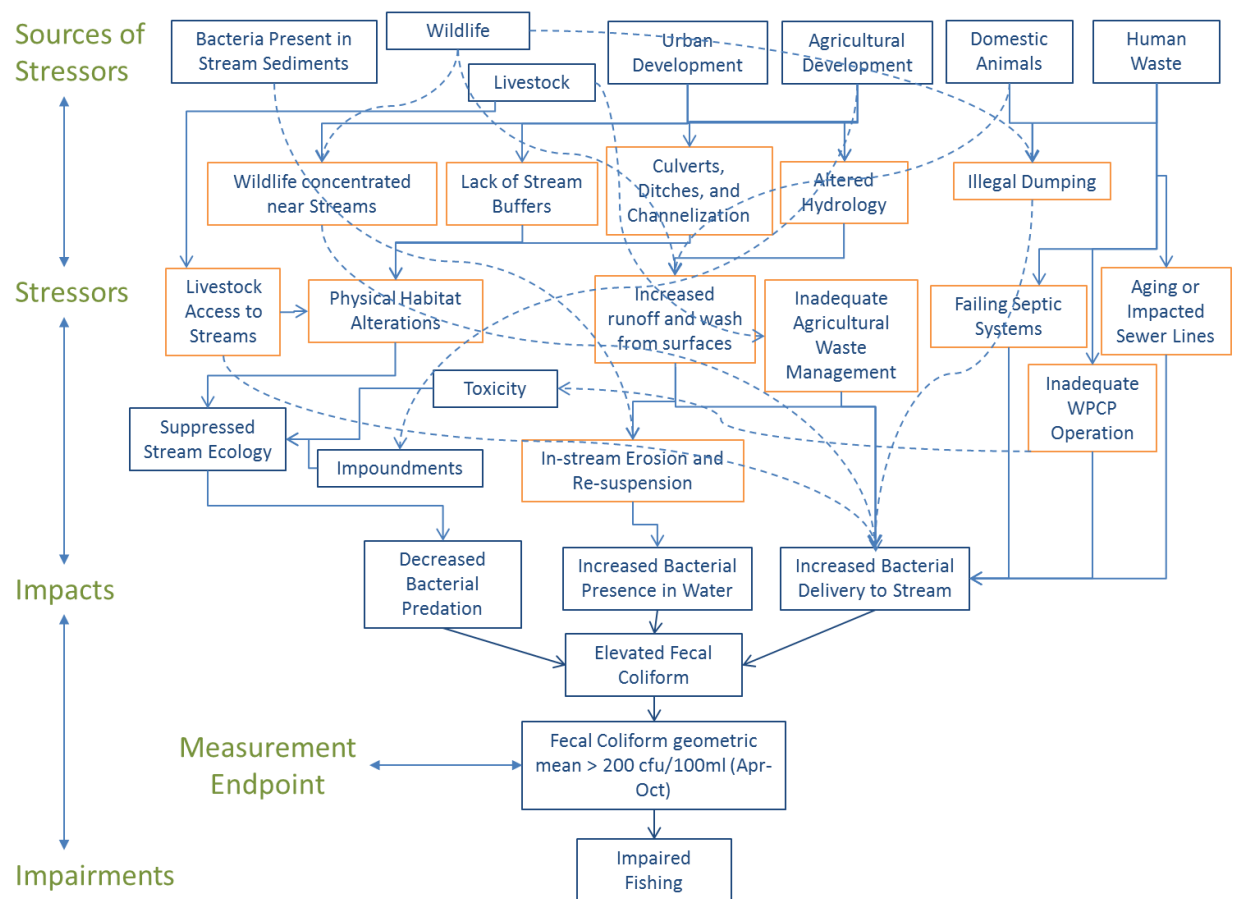 Sources of
Stressors
Bacteria Present in
Stream Sediments
Wildlife
Livestock
Urban
Development
Agricultural
Development
Domestic
Animals
Human
Waste
Wildlife concentrated
near Streams
Lack of Stream
Buffers
Culverts,
Ditches, and
Channelization
Altered
Hydrology
Illegal Dumping
Stressors
Livestock
Access to
Streams
Physical Habitat
Alterations
Increased
runoff and wash
from surfaces
Inadequate
Agricultural
Waste
Management
Failing Septic
Systems
Aging or
Impacted
Sewer Lines
Toxicity
Inadequate
WPCP
Operation
Suppressed
Stream Ecology
Impoundments
In-stream Erosion and
Re-suspension
Impacts
Decreased
Bacterial
Predation
Increased Bacterial
Presence in Water
Increased Bacterial
Delivery to Stream
Elevated Fecal
Coliform
Measurement
Endpoint
Fecal Coliform geometric
mean > 200 cfu/100ml (Apr-
Oct)
Impairments
Impaired
Fishing